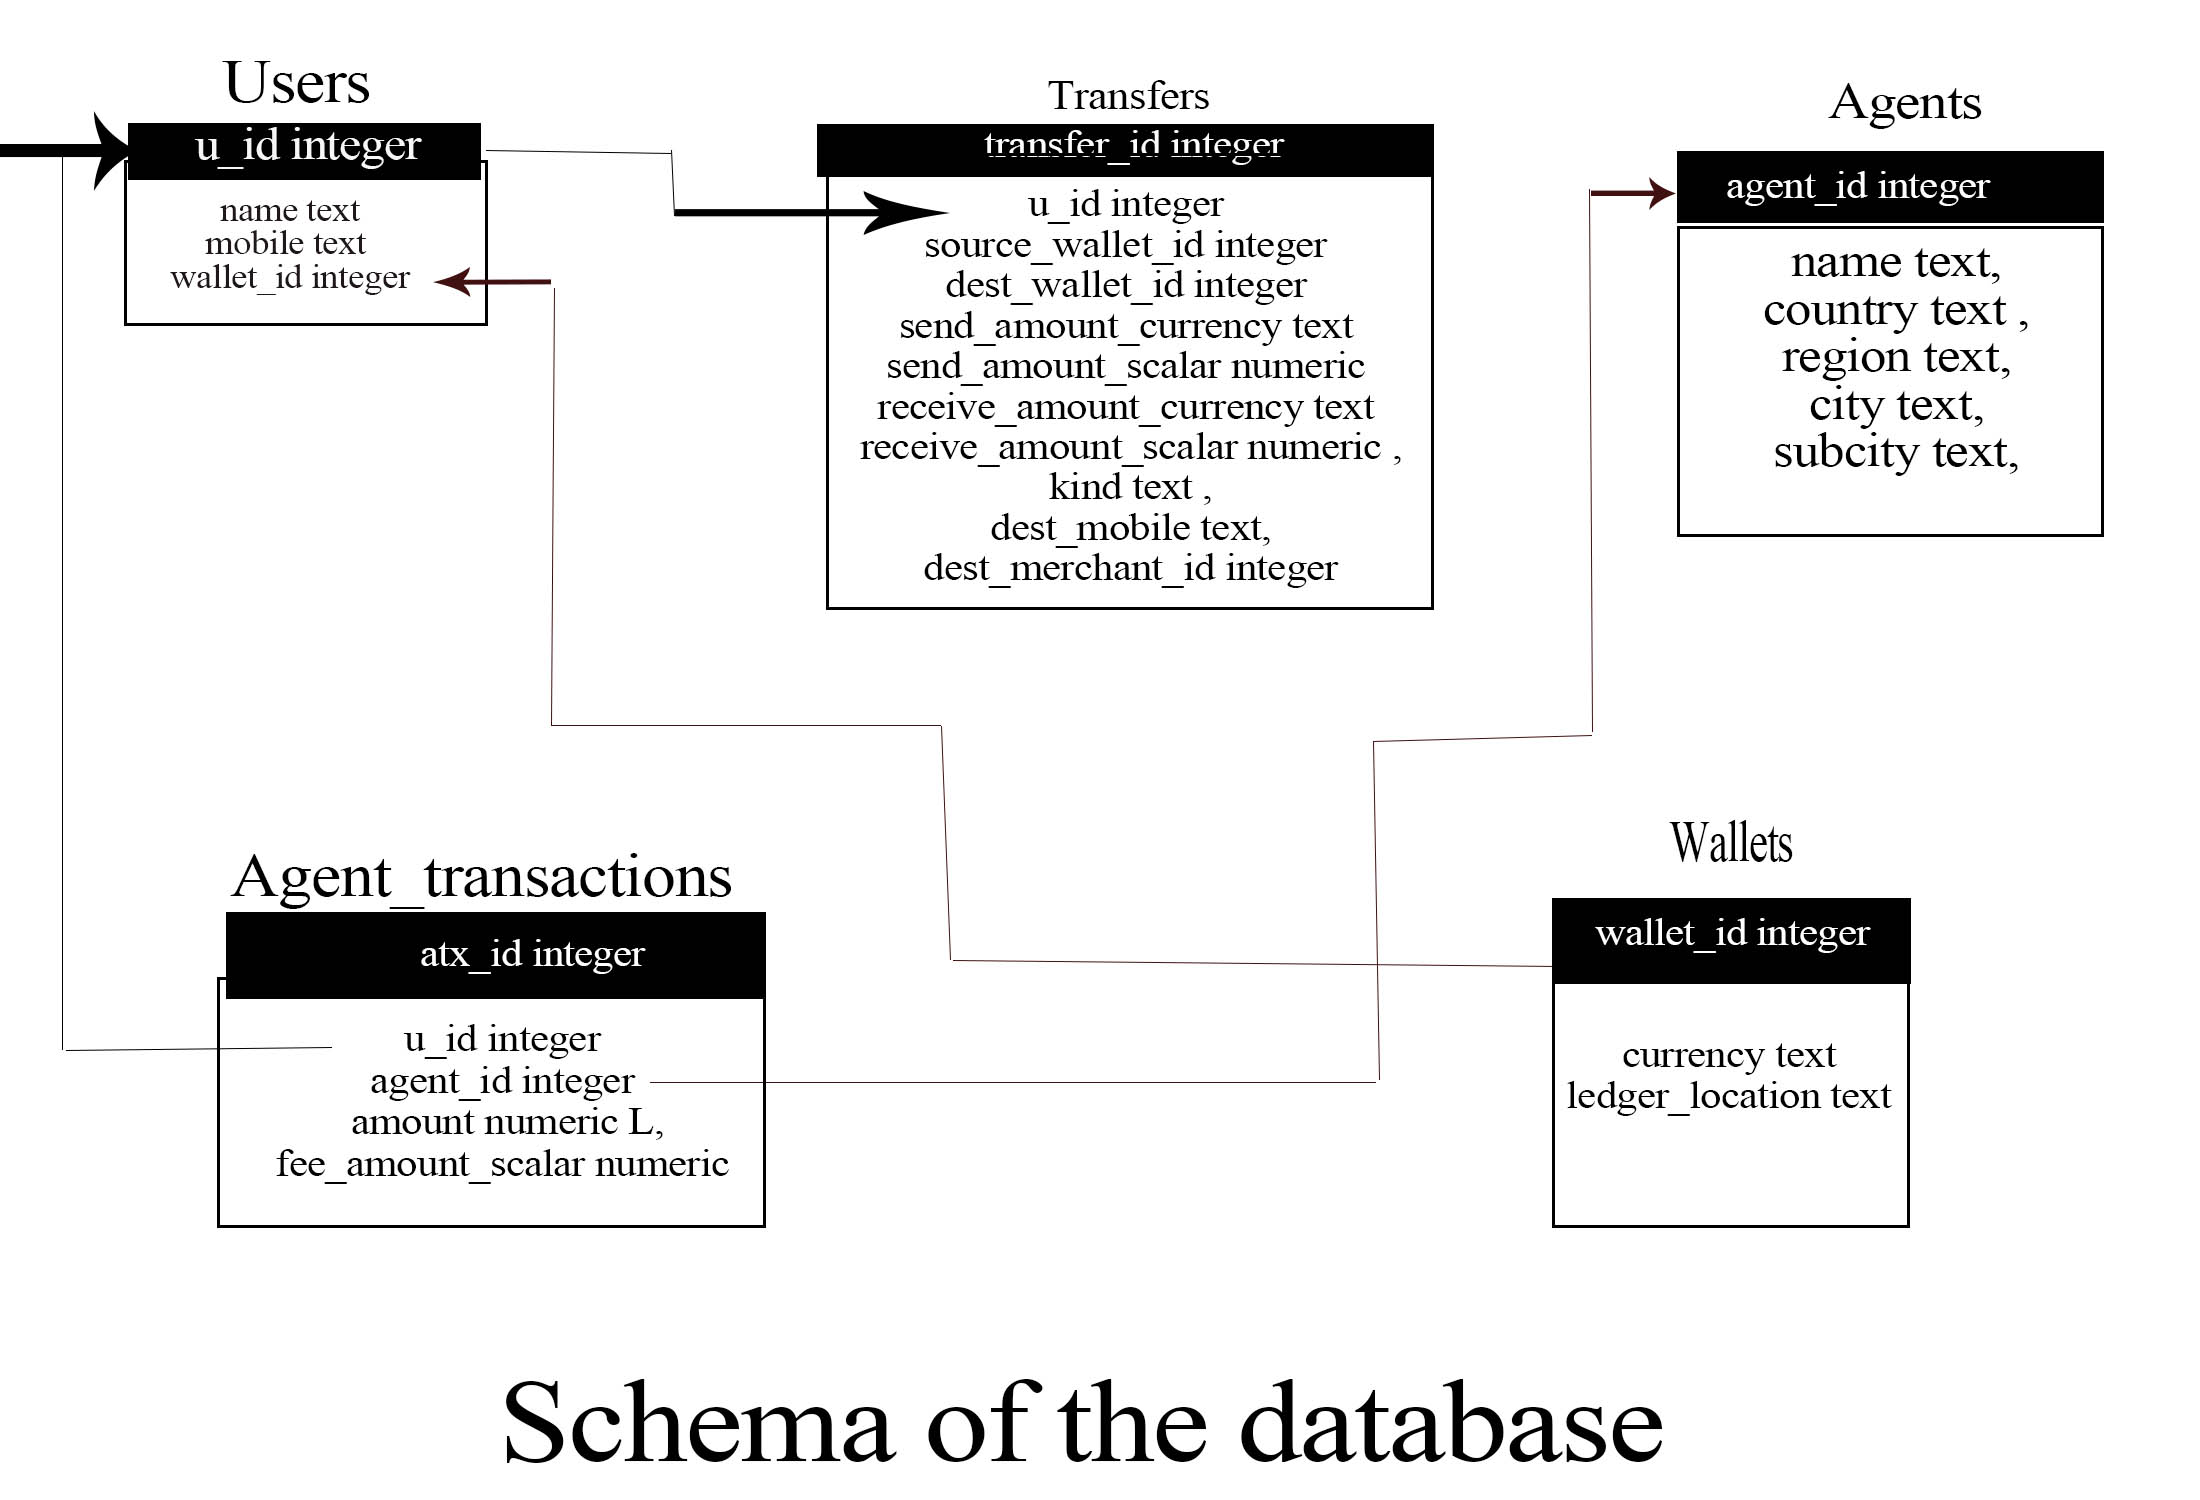 Users
u_id integer
name text
mobile text
wallet_id integer
Transfers
transfer_id integer
u_id integer
source_wallet_id integer
dest_wallet_id integer
send_amount_currency text
send_amount_scalar numeric
receive_amount_currency text
receive_amount_scalar numeric ,
kind text ,
dest_mobile text,
dest_merchant_id integer
Agents
agent_id integer
name text,
country text ,
region text,
city text,
subcity text,
Agent_transactions
atx_id integer
u_id integer
agent_id integer
amount numeric L,
fee_amount_scalar numeric
Wallets
wallet_id integer
currency text
ledger_location text
Schema of the database